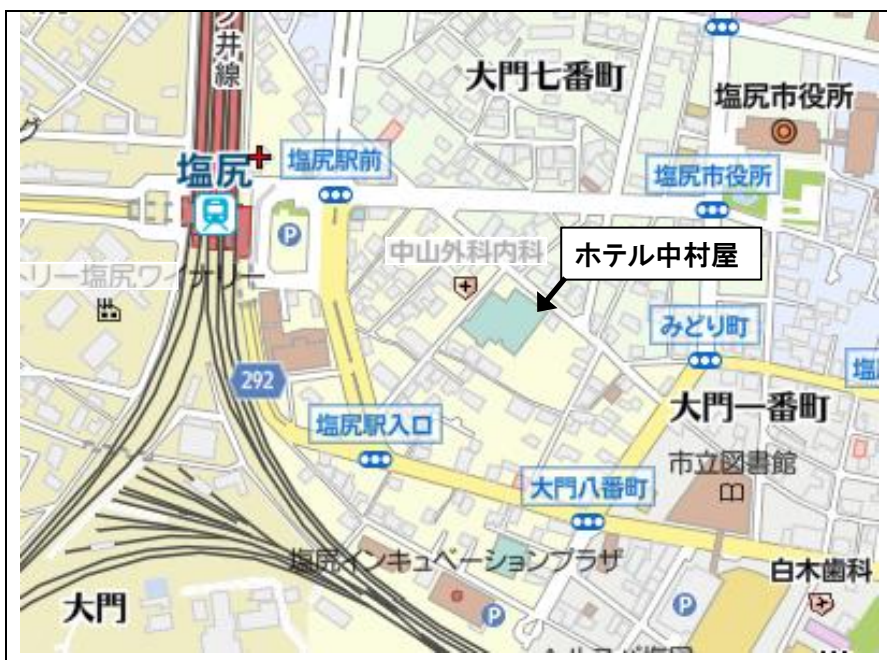 ノ井線
大門七番町
塩尻市役所
グ
塩尻
塩尻駅前
塩尻市役所
P
中山外科内科
ホテル中村屋
トリー塩尻ワイナリー
みどり町
292
塩
大門一番町
塩尻駅入口
市立図書館
大門八番町
塩尻インキュベーションプラザ
白木歯科
大門
P
P